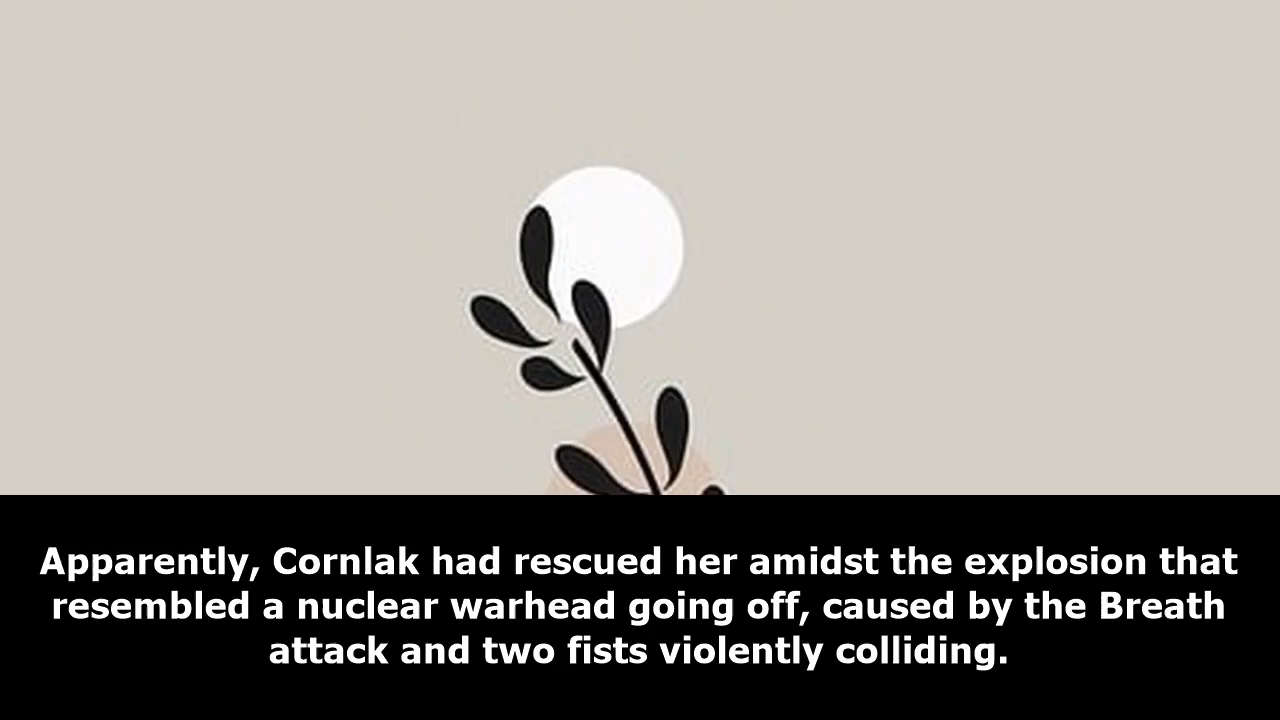 Apparently, Cornlak had rescued her amidst the explosion that
resembled a nuclear warhead going off, caused by the Breath
attack and two fists violently colliding.